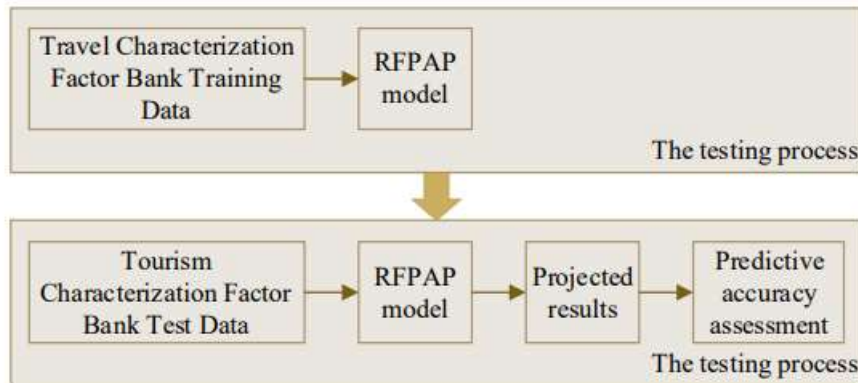 Travel Characterization
Factor Bank Training
Data
RFPAP
model
The testing process
Tourism
Characterization Factor
Bank Test Data
RFPAP
model
Projected
results
Predictive
accuracy
assessment
The testing process